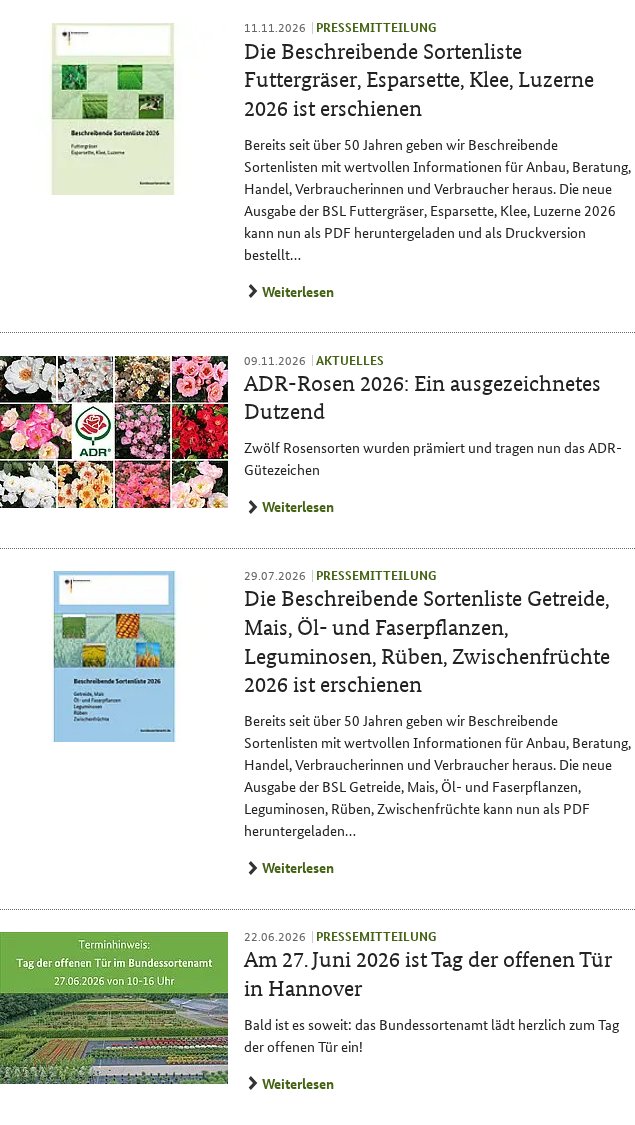 11.11.2026 | PRESSEMITTEILUNG
Die Beschreibende Sortenliste
Futtergräser, Esparsette, Klee, Luzerne
2026 ist erschienen
Bereits seit über 50 Jahren geben wir Beschreibende
Sortenlisten mit wertvollen Informationen für Anbau, Beratung,
Handel, Verbraucherinnen und Verbraucher heraus. Die neue
Ausgabe der BSL Futtergräser, Esparsette, Klee, Luzerne 2026
kann nun als PDF heruntergeladen und als Druckversion
bestellt…
Weiterlesen
Beschreibende Sortenliste 2026
Futtergräser
Esparsette, Klee, Luzerne
bundessortenamt.de
09.11.2026 | AKTUELLES
ADR-Rosen 2026: Ein ausgezeichnetes
Dutzend
Zwölf Rosensorten wurden prämiert und tragen nun das ADR-
Gütezeichen
Weiterlesen
ADR®
29.07.2026 | PRESSEMITTEILUNG
Die Beschreibende Sortenliste Getreide,
Mais, Öl- und Faserpflanzen,
Leguminosen, Rüben, Zwischenfrüchte
2026 ist erschienen
Bereits seit über 50 Jahren geben wir Beschreibende
Sortenlisten mit wertvollen Informationen für Anbau, Beratung,
Handel, Verbraucherinnen und Verbraucher heraus. Die neue
Ausgabe der BSL Getreide, Mais, Öl- und Faserpflanzen,
Leguminosen, Rüben, Zwischenfrüchte kann nun als PDF
heruntergeladen…
Weiterlesen
Beschreibende Sortenliste 2026
Getreide, Mais
Öl- und Faserpflanzen
Leguminosen
Rüben
Zwischenfrüchte
bundessortenamt.de
22.06.2026 | PRESSEMITTEILUNG
Am 27. Juni 2026 ist Tag der offenen Tür
in Hannover
Bald ist es soweit: das Bundessortenamt lädt herzlich zum Tag
der offenen Tür ein!
Weiterlesen
Terminhinweis:
Tag der offenen Tür im Bundessortenamt
27.06.2026 von 10-16 Uhr